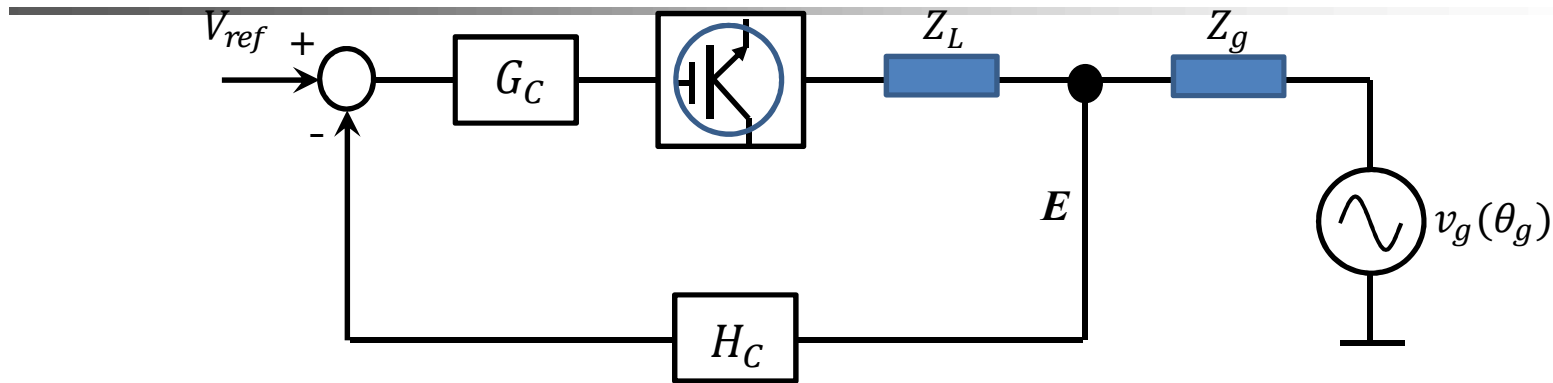 V_ref + Z_L Z_g
G_C
-
E v_g(θ_g)
H_C